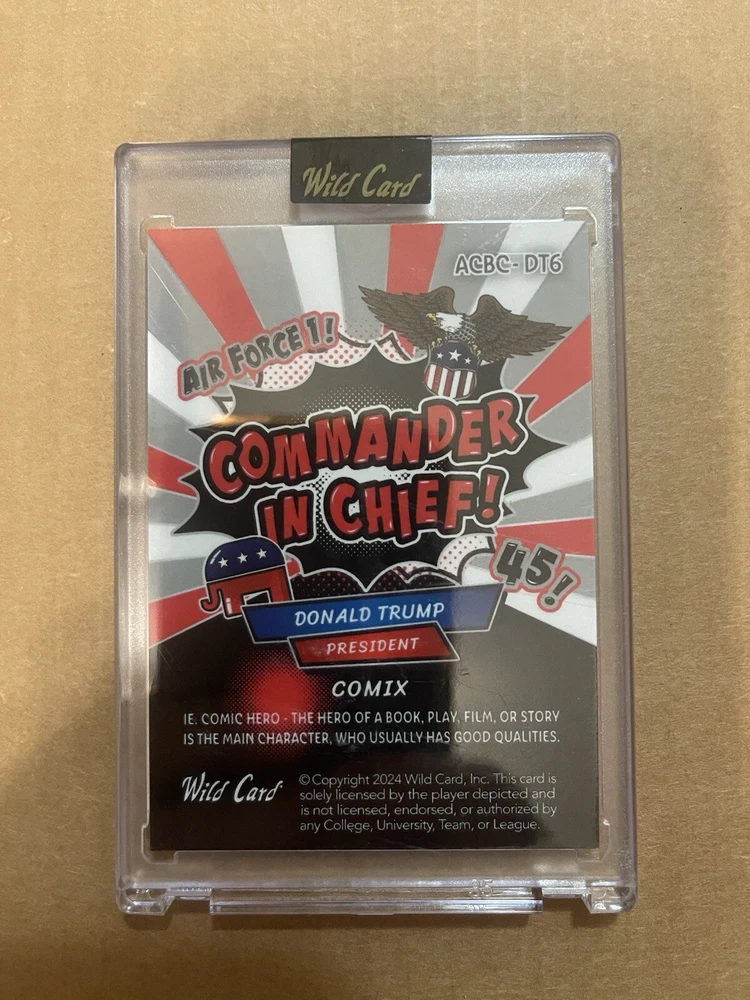 Wild Card
ACBC- DT6
AIR FORCE 1!
COMMANDER
IN CHIEF!
45!
DONALD TRUMP
PRESIDENT
COMIX
IE. COMIC HERO - THE HERO OF A BOOK, PLAY, FILM, OR STORY
IS THE MAIN CHARACTER, WHO USUALLY HAS GOOD QUALITIES.
Wild Card
© Copyright 2024 Wild Card, Inc. This card is
solely licensed by the player depicted and
is not licensed, endorsed, or authorized by
any College, University, Team, or League.